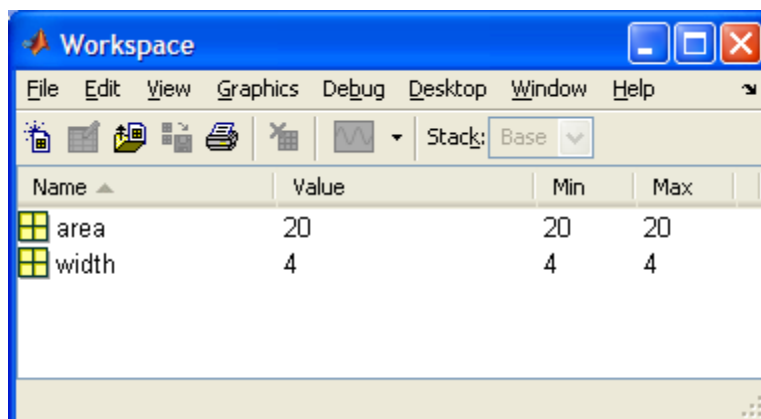 Workspace
File Edit View Graphics Debug Desktop Window Help
Stack: Base
Name Value Min Max
area 20 20 20
width 4 4 4